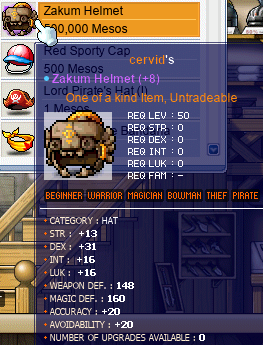 Zakum Helmet
500,000 Mesos
cervid's
Red Sporty Cap
Zakum Helmet (+8)
500 Mesos
One of a kind Item, Untradeable
Lord Pirate's Hat (I)
1 Mesos
REQ LEV : 50
REQ STR : 0
REQ DEX : 0
REQ INT : 0
REQ LUK : 0
REQ FAM : -
BEGINNER WARRIOR MAGICIAN BOWMAN THIEF PIRATE
CATEGORY : HAT
STR : +13
DEX : +31
INT : +16
LUK : +16
WEAPON DEF. : 148
MAGIC DEF. : 160
ACCURACY : +20
AVOIDABILITY : +20
NUMBER OF UPGRADES AVAILABLE : 0